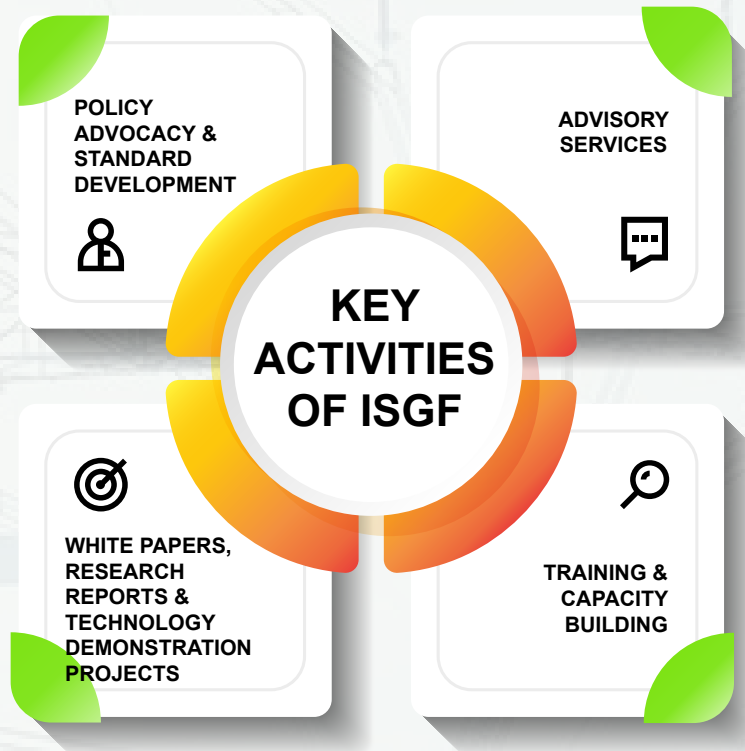 POLICY
ADVOCACY &
STANDARD
DEVELOPMENT
ADVISORY
SERVICES
KEY
ACTIVITIES
OF ISGF
WHITE PAPERS,
RESEARCH
REPORTS &
TECHNOLOGY
DEMONSTRATION
PROJECTS
TRAINING &
CAPACITY
BUILDING